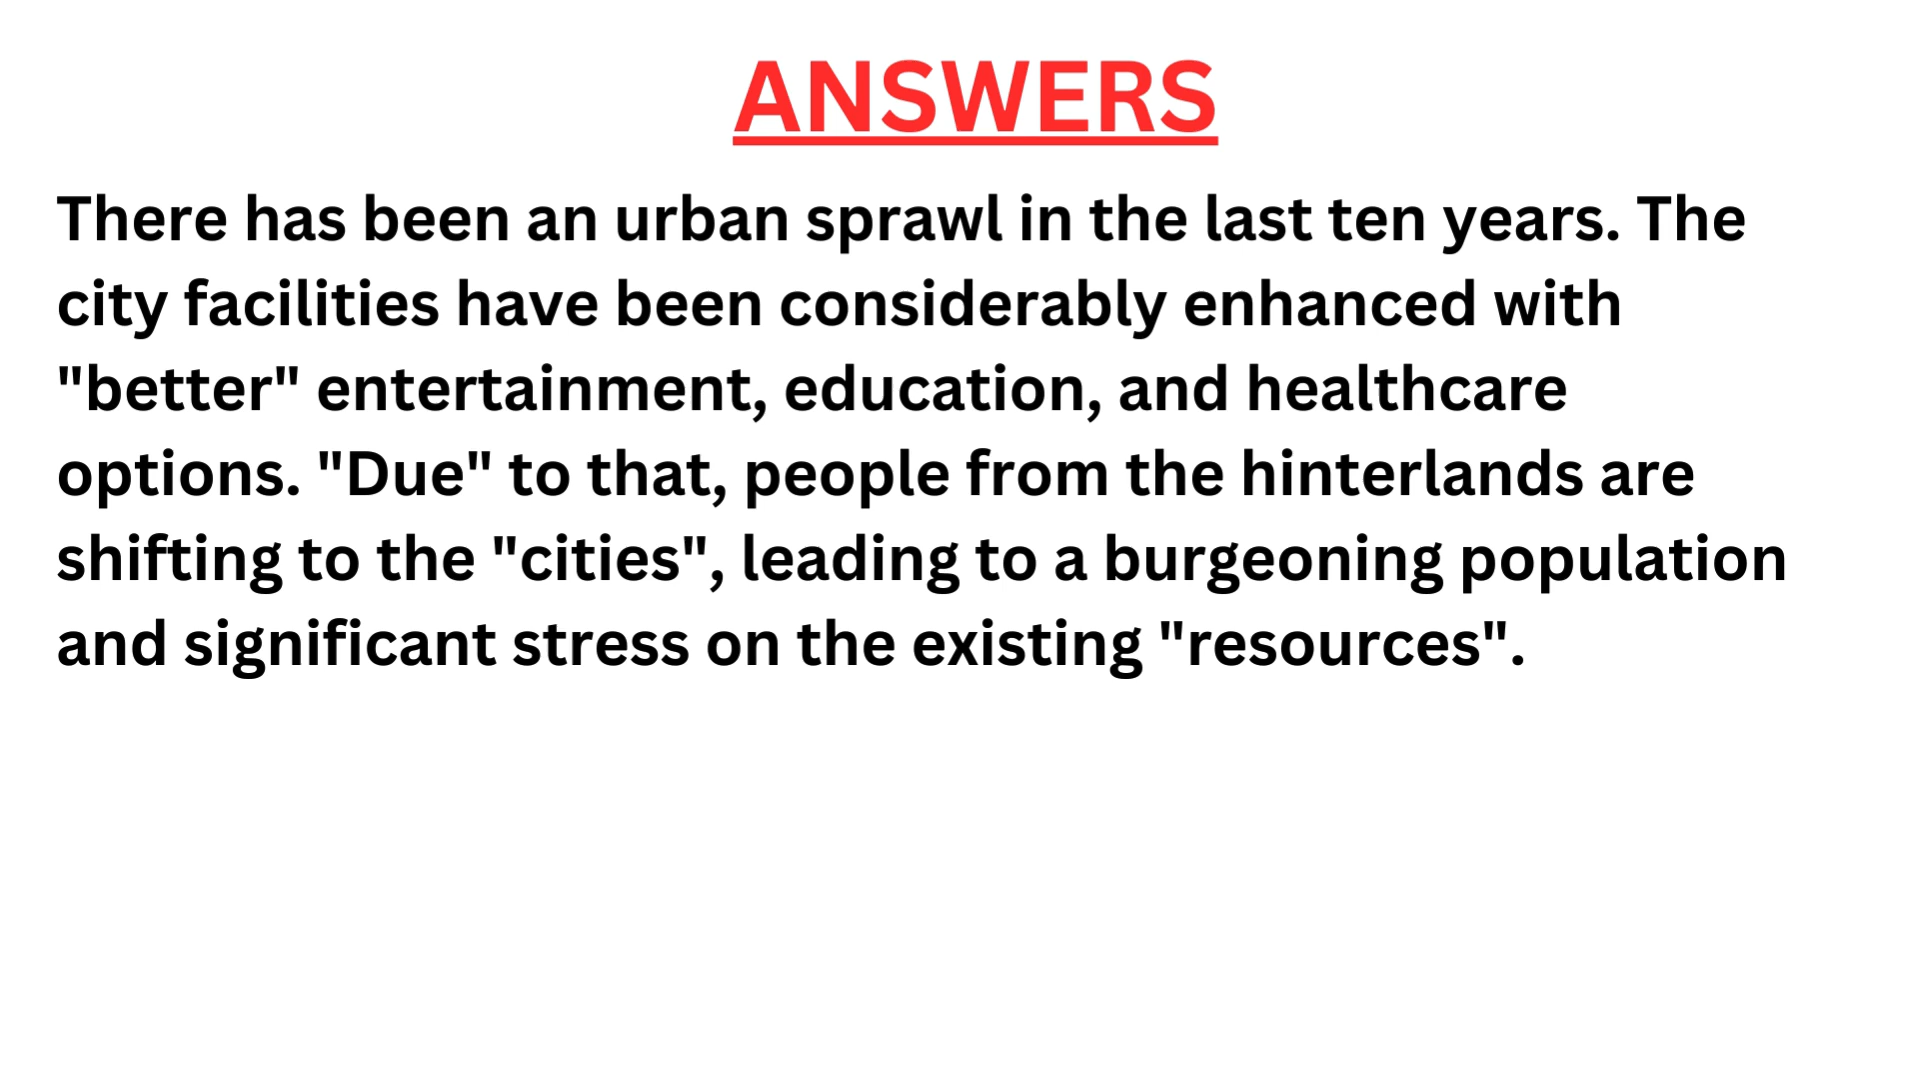 ANSWERS
There has been an urban sprawl in the last ten years. The
city facilities have been considerably enhanced with
"better" entertainment, education, and healthcare
options. "Due" to that, people from the hinterlands are
shifting to the "cities", leading to a burgeoning population
and significant stress on the existing "resources".